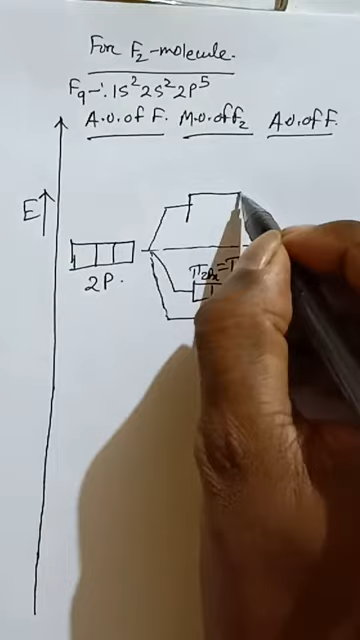 For F₂-molecule.
F₉-:. 1S² 2S² 2P⁵
A.O. of F. M.O. of F₂ A.O. of F.
E
2P.